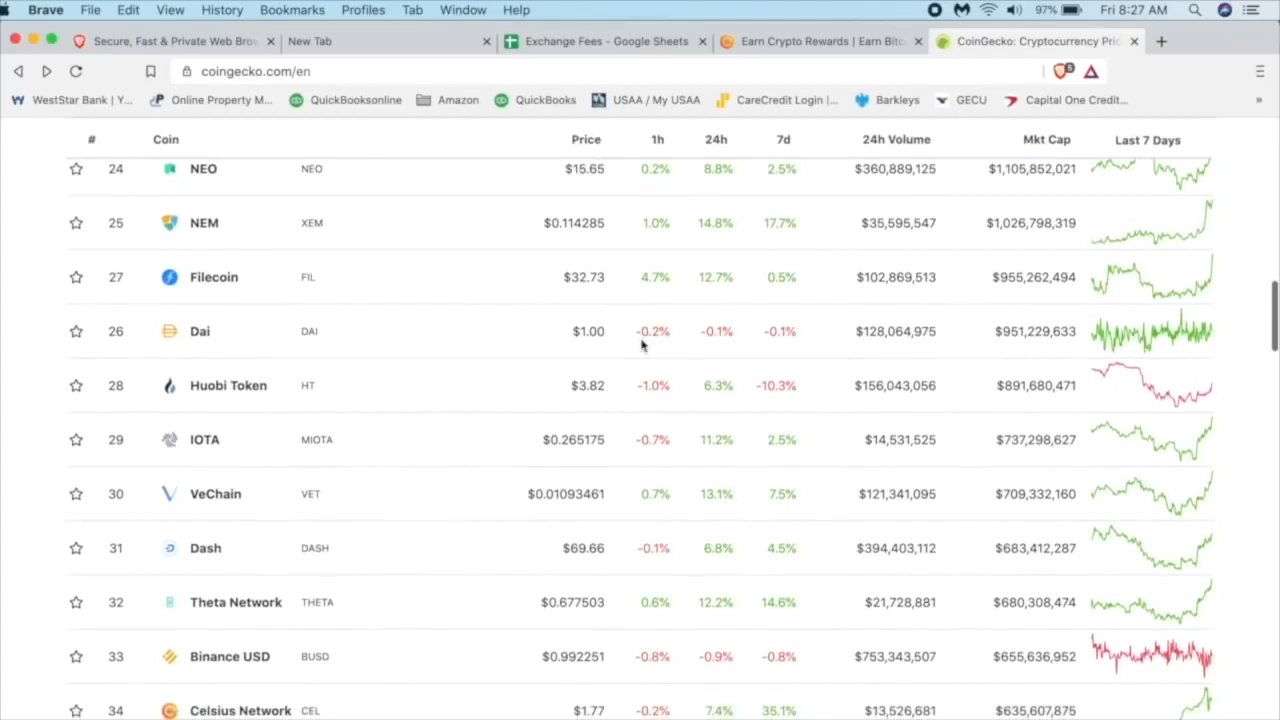 Brave File Edit View History Bookmarks Profiles Tab Window Help 97% Fri 8:27 AM
Secure, Fast & Private Web Brow New Tab Exchange Fees - Google Sheets Earn Crypto Rewards | Earn Bitc CoinGecko: Cryptocurrency Pric
coingecko.com/en
WestStar Bank | Y... Online Property M... QuickBooksonline Amazon QuickBooks USAA / My USAA CareCredit Login |... Barkleys GECU Capital One Credit... »
# Coin Price 1h 24h 7d 24h Volume Mkt Cap Last 7 Days
24 NEO NEO $15.65 0.2% 8.8% 2.5% $360,889,125 $1,105,852,021
25 NEM XEM $0.114285 1.0% 14.8% 17.7% $35,595,547 $1,026,798,319
27 Filecoin FIL $32.73 4.7% 12.7% 0.5% $102,869,513 $955,262,494
26 Dai DAI $1.00 -0.2% -0.1% -0.1% $128,064,975 $951,229,633
28 Huobi Token HT $3.82 -1.0% 6.3% -10.3% $156,043,056 $891,680,471
29 IOTA MIOTA $0.265175 -0.7% 11.2% 2.5% $14,531,525 $737,298,627
30 VeChain VET $0.01093461 0.7% 13.1% 7.5% $121,341,095 $709,332,160
31 Dash DASH $69.66 -0.1% 6.8% 4.5% $394,403,112 $683,412,287
32 Theta Network THETA $0.677503 0.6% 12.2% 14.6% $21,728,881 $680,308,474
33 Binance USD BUSD $0.992251 -0.8% -0.9% -0.8% $753,343,507 $655,636,952
34 Celsius Network CEL $1.77 -0.2% 7.4% 35.1% $13,526,681 $635,607,875